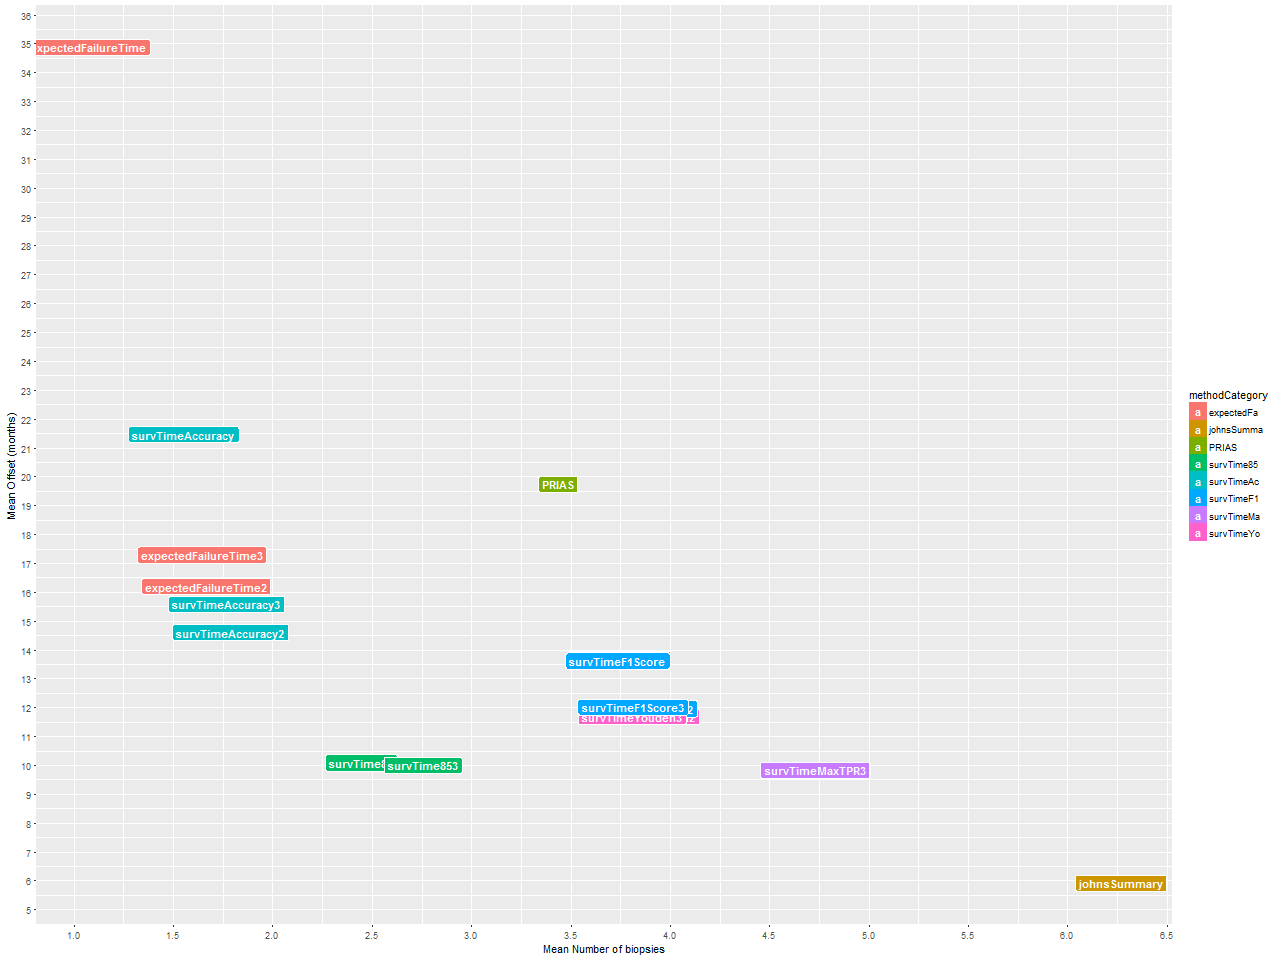 36
35
34
33
32
31
30
29
28
27
26
25
24
23
22
21
20
19
18
17
16
15
14
13
12
11
10
9
8
7
6
5
Mean Offset (months)
xpectedFailureTime
survTimeAccuracy
PRIAS
expectedFailureTime3
expectedFailureTime2
survTimeAccuracy3
survTimeAccuracy2
survTimeF1Score
survTimeF1Score3
2
survTimeYouden3
2
survTime8
survTime853
survTimeMaxTPR3
johnsSummary
1.0 1.5 2.0 2.5 3.0 3.5 4.0 4.5 5.0 5.5 6.0 6.5
Mean Number of biopsies
methodCategory
a expectedFa
a johnsSumma
a PRIAS
a survTime85
a survTimeAc
a survTimeF1
a survTimeMa
a survTimeYo